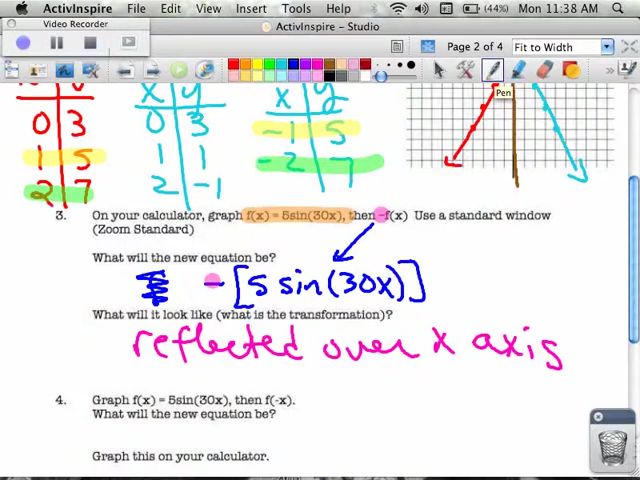 ActivInspire File Edit View Insert Tools (44%) Mon 11:38 AM
Video Recorder
ActivInspire - Studio
Page 2 of 4 Fit to Width
Pen
x y x y
0 3 0 3 -1 5
1 5 1 1 -2 7
2 7 2 -1
3. On your calculator, graph f(x) = 5sin(30x), then -f(x) Use a standard window
(Zoom Standard)
What will the new equation be?
-[5 sin(30x)]
What will it look like (what is the transformation)?
reflected over x axis
4. Graph f(x) = 5sin(30x), then f(-x).
What will the new equation be?
Graph this on your calculator.